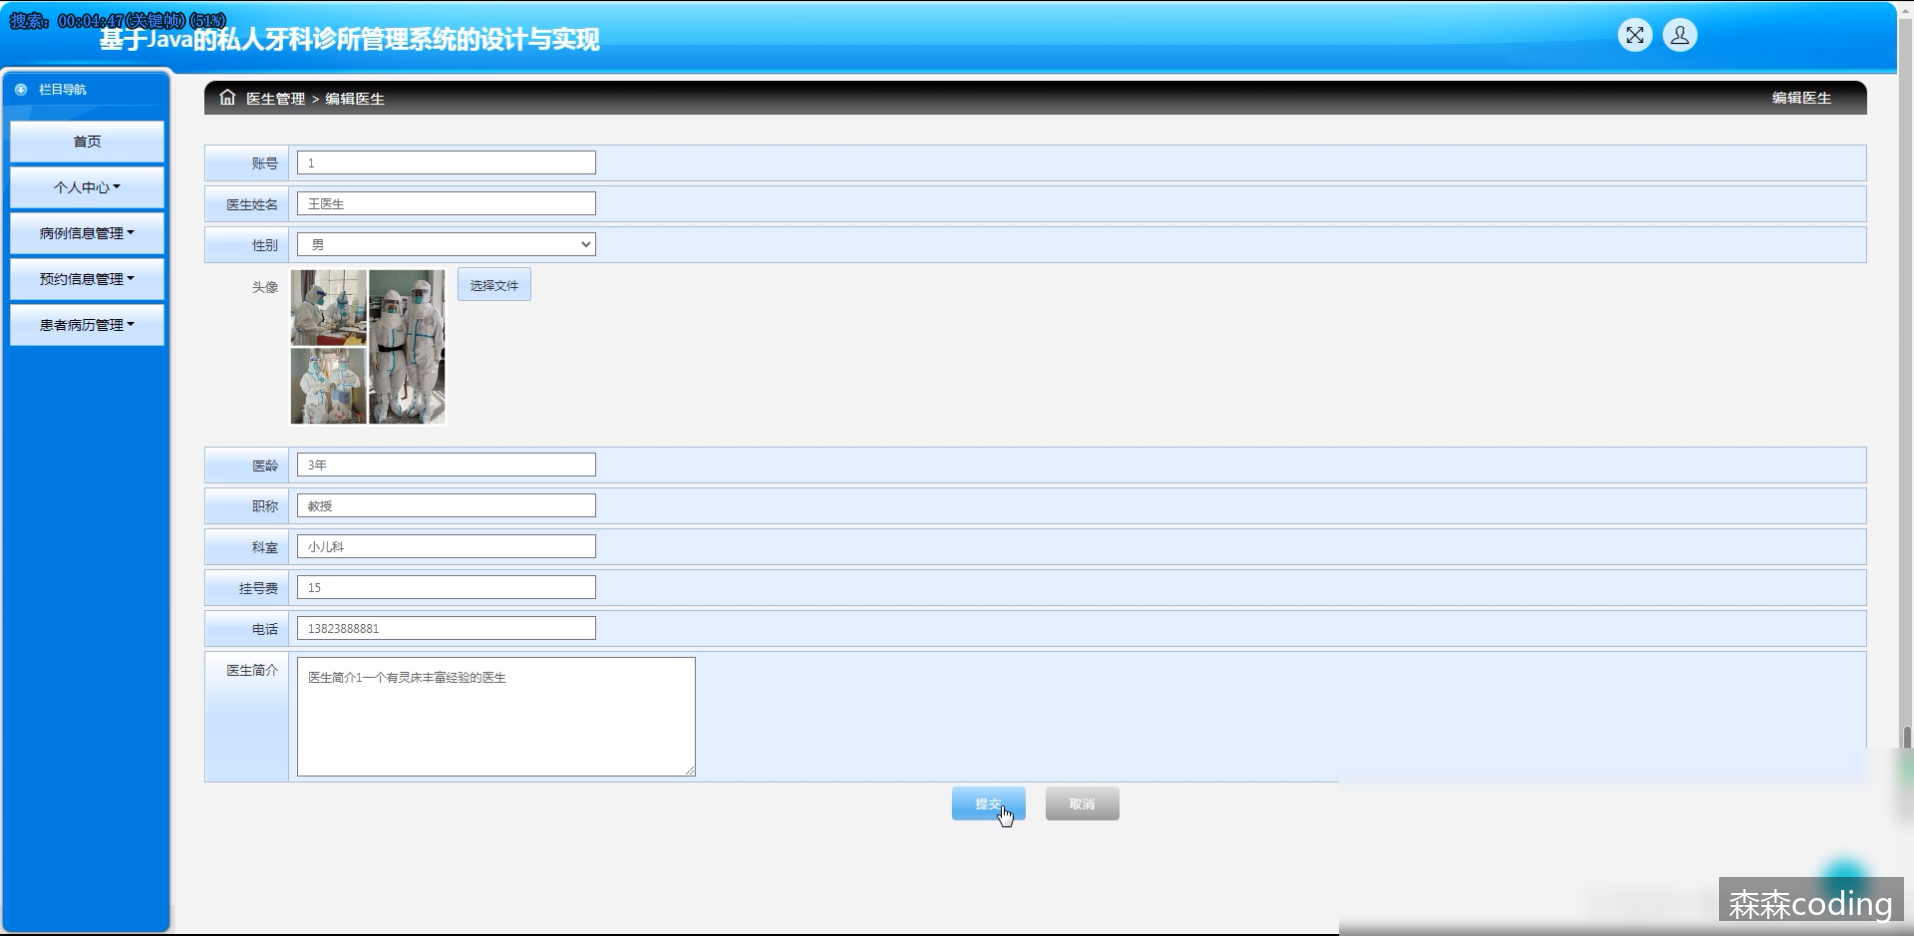 搜索: 00:04:47(关键帧) (51%)
基于Java的私人牙科诊所管理系统的设计与实现
栏目导航
首页
个人中心
病例信息管理
预约信息管理
患者病历管理
医生管理 > 编辑医生
编辑医生
账号 1
医生姓名 王医生
性别 男
头像 选择文件
医龄 3年
职称 教授
科室 小儿科
挂号费 15
电话 13823888881
医生简介 医生简介1一个有灵床丰富经验的医生
提交 取消
森森coding